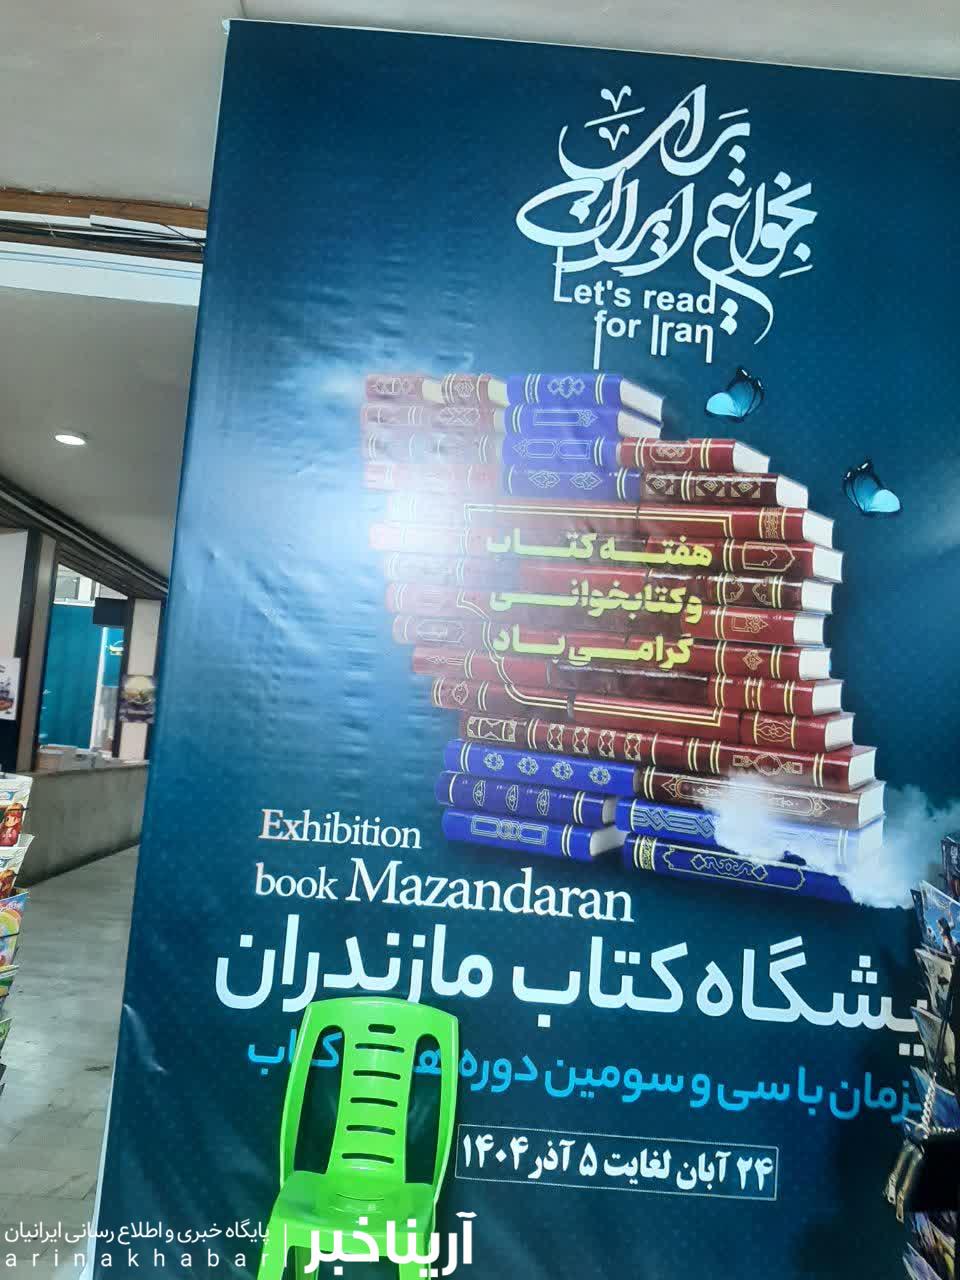 بخوانیم برای ایران
Let's read
for Iran
هفته کتاب
و کتابخوانی
گرامی باد
Exhibition
book Mazandaran
یشگاه کتاب مازندران
زمان با سی و سومین دوره کتاب
۲۴ آبان لغایت ۵ آذر ۱۴۰۴
پایگاه خبری و اطلاع رسانی ایرانیان
arinakhabar
آریناخبر